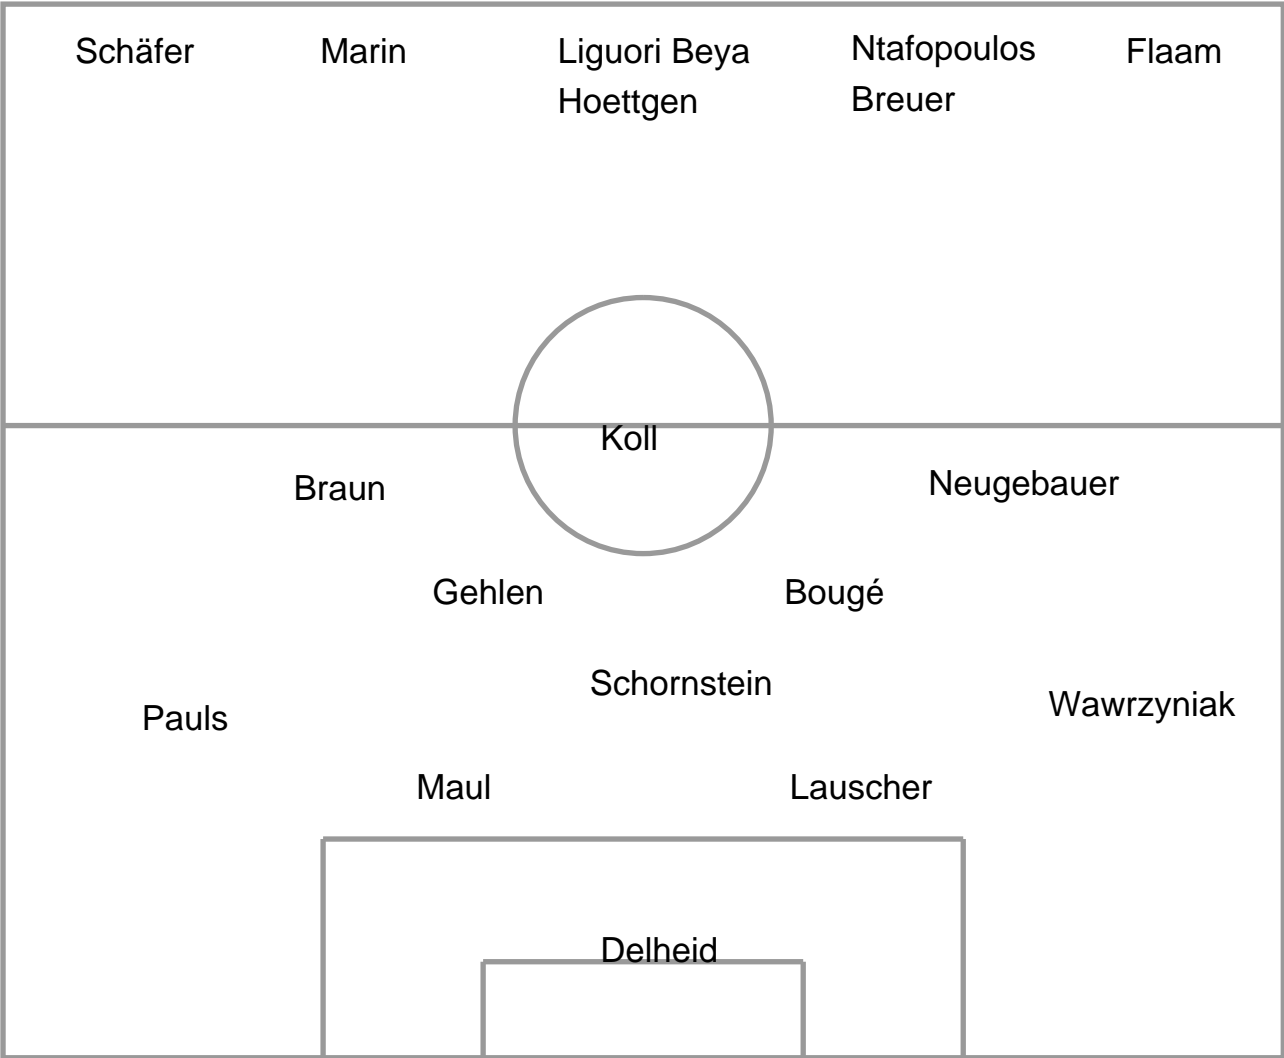 Schäfer
Marin
Liguori Beya
Hoettgen
Ntafopoulos
Breuer
Flaam
Koll
Braun
Neugebauer
Gehlen
Bougé
Schornstein
Pauls
Wawrzyniak
Maul
Lauscher
Delheid